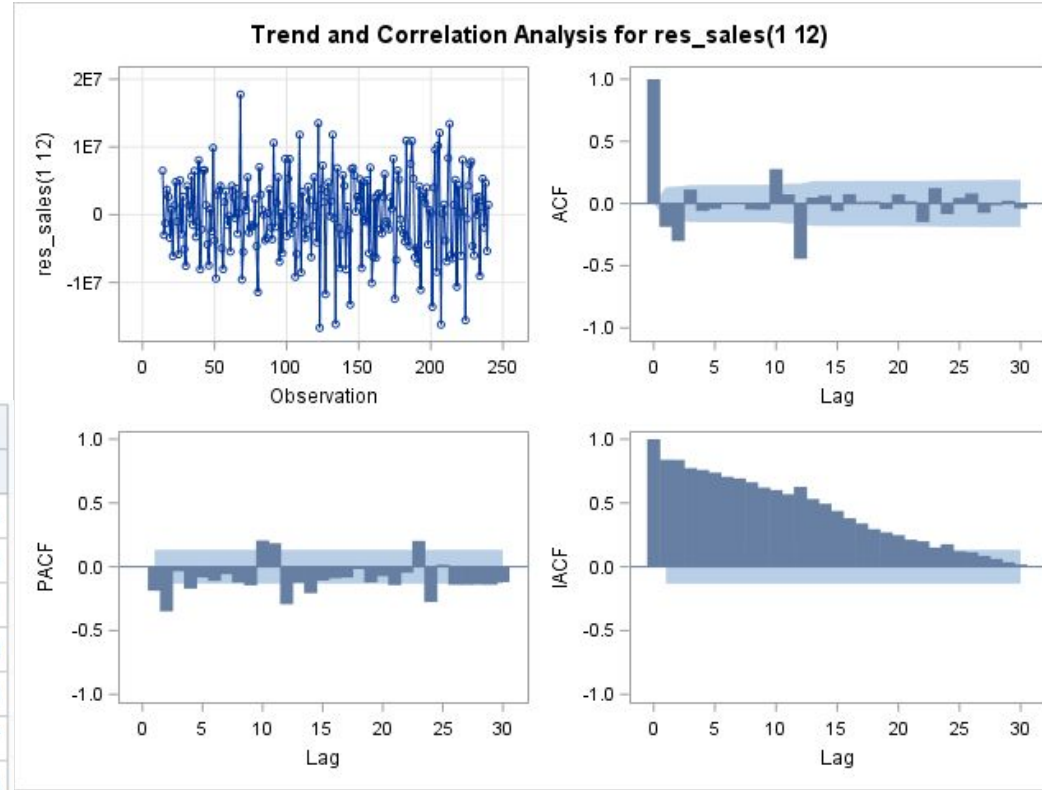 Trend and Correlation Analysis for res_sales(1 12)
res_sales(1 12)
2E7
1E7
0
-1E7
0 50 100 150 200 250
Observation
ACF
1.0
0.5
0.0
-0.5
-1.0
0 5 10 15 20 25 30
Lag
PACF
1.0
0.5
0.0
-0.5
-1.0
0 5 10 15 20 25 30
Lag
IACF
1.0
0.5
0.0
-0.5
-1.0
0 5 10 15 20 25 30
Lag